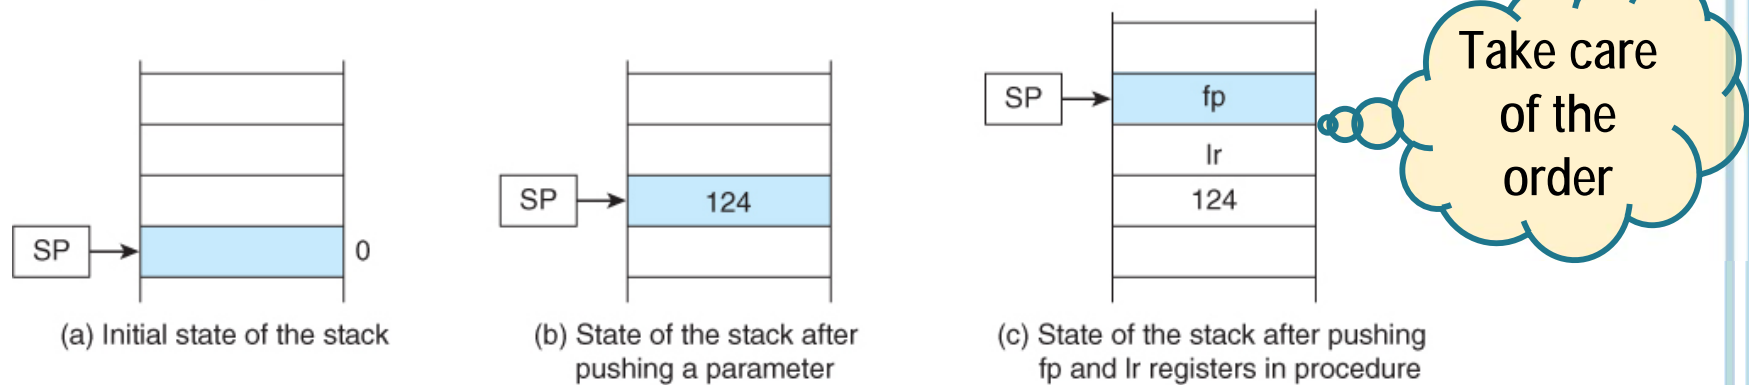 SP
0
(a) Initial state of the stack
SP
124
(b) State of the stack after
pushing a parameter
SP
fp
lr
124
(c) State of the stack after pushing
fp and lr registers in procedure
Take care
of the
order